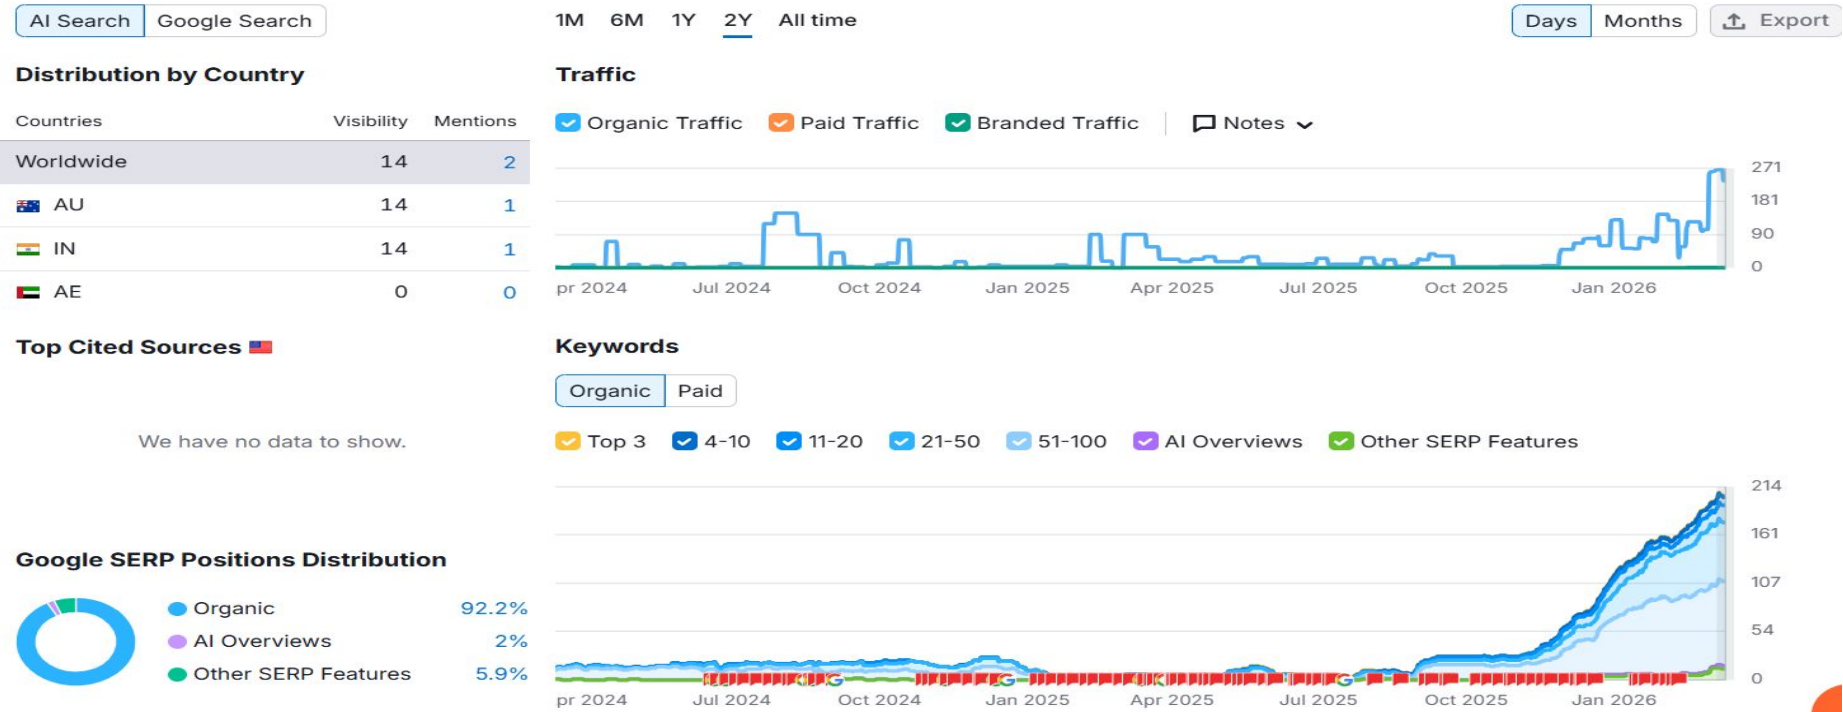 AI Search Google Search
1M 6M 1Y 2Y All time
Days Months Export
Distribution by Country
Countries Visibility Mentions
Worldwide 14 2
AU 14 1
IN 14 1
AE 0 0
Top Cited Sources
We have no data to show.
Google SERP Positions Distribution
Organic 92.2%
AI Overviews 2%
Other SERP Features 5.9%
Traffic
Organic Traffic Paid Traffic Branded Traffic Notes
271
181
90
0
pr 2024 Jul 2024 Oct 2024 Jan 2025 Apr 2025 Jul 2025 Oct 2025 Jan 2026
Keywords
Organic Paid
Top 3 4-10 11-20 21-50 51-100 AI Overviews Other SERP Features
214
161
107
54
0
pr 2024 Jul 2024 Oct 2024 Jan 2025 Apr 2025 Jul 2025 Oct 2025 Jan 2026